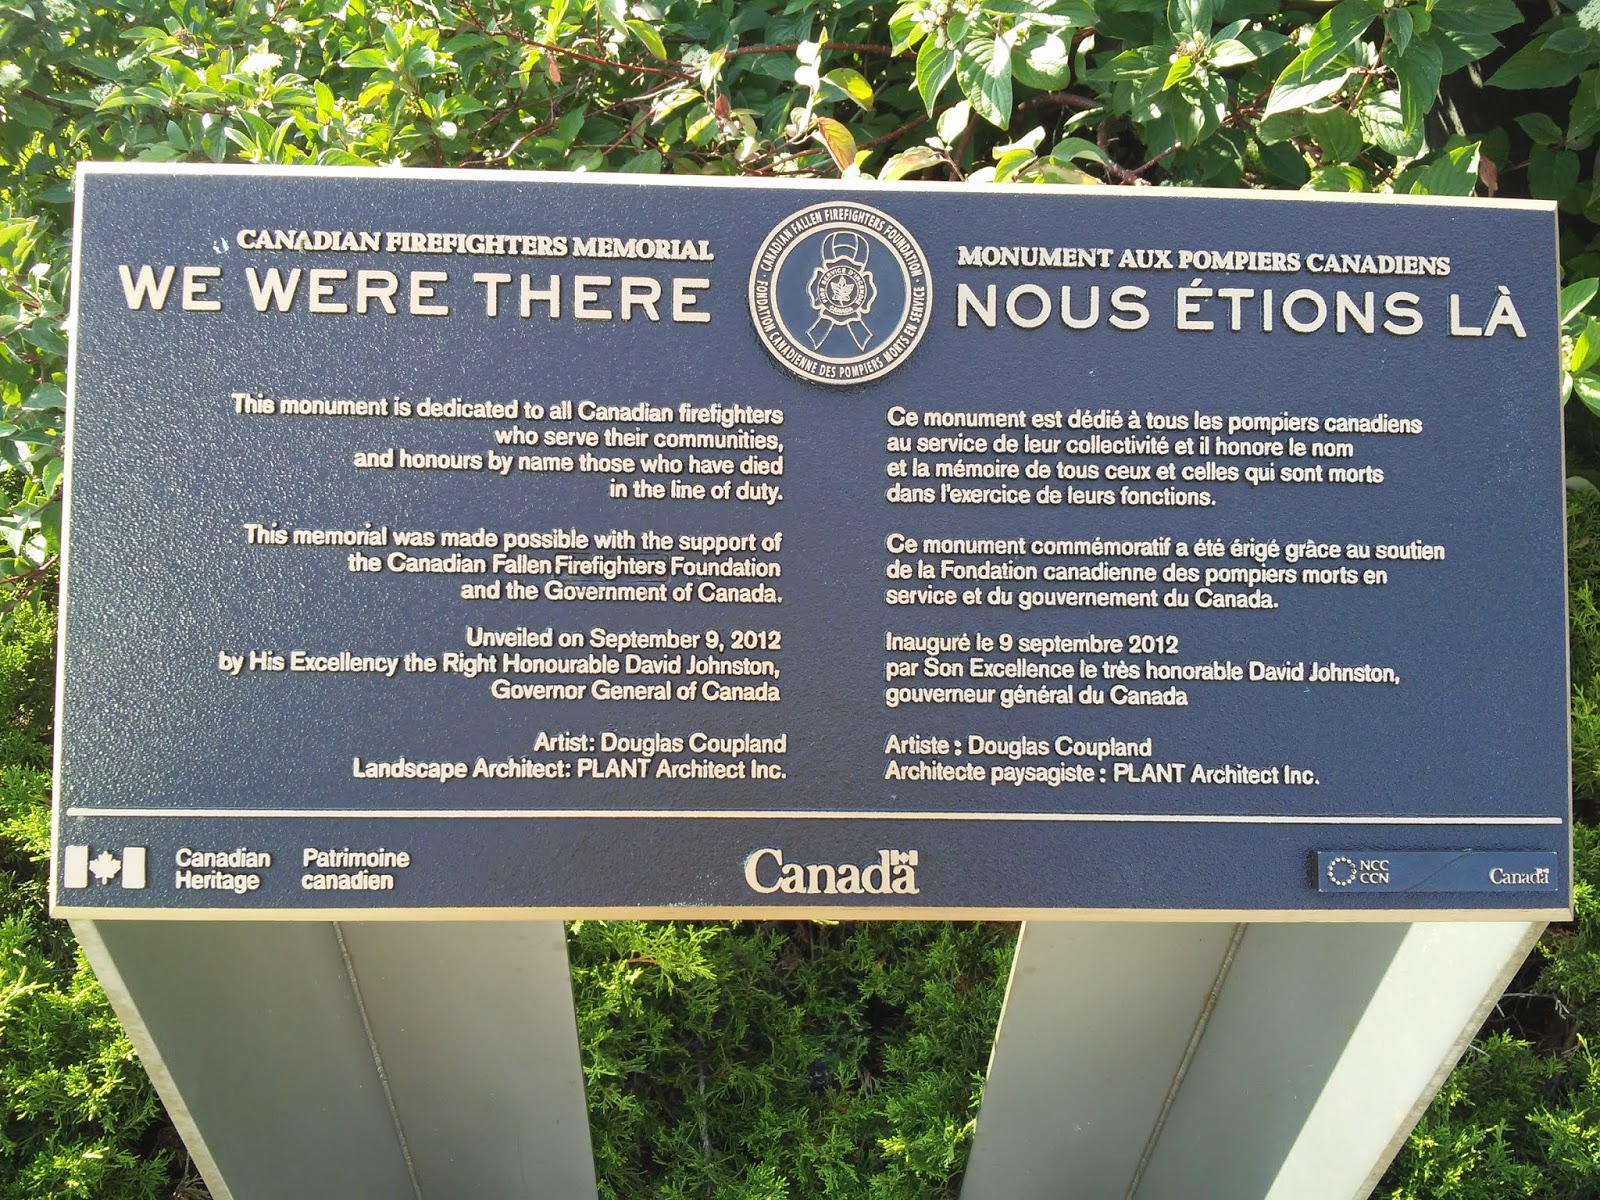 CANADIAN FIREFIGHTERS MEMORIAL
WE WERE THERE
CANADIAN FALLEN FIREFIGHTERS FOUNDATION
FONDATION CANADIENNE DES POMPIERS MORTS EN SERVICE
SERVICE D'INCENDIE
FIRE SERVICE
CANADA
MONUMENT AUX POMPIERS CANADIENS
NOUS ÉTIONS LÀ
This monument is dedicated to all Canadian firefighters
who serve their communities,
and honours by name those who have died
in the line of duty.
This memorial was made possible with the support of
the Canadian Fallen Firefighters Foundation
and the Government of Canada.
Unveiled on September 9, 2012
by His Excellency the Right Honourable David Johnston,
Governor General of Canada
Artist: Douglas Coupland
Landscape Architect: PLANT Architect Inc.
Ce monument est dédié à tous les pompiers canadiens
au service de leur collectivité et il honore le nom
et la mémoire de tous ceux et celles qui sont morts
dans l'exercice de leurs fonctions.
Ce monument commémoratif a été érigé grâce au soutien
de la Fondation canadienne des pompiers morts en
service et du gouvernement du Canada.
Inauguré le 9 septembre 2012
par Son Excellence le très honorable David Johnston,
gouverneur général du Canada
Artiste : Douglas Coupland
Architecte paysagiste : PLANT Architect Inc.
Canadian
Heritage
Patrimoine
canadien
Canada
NCC
CCN
Canada